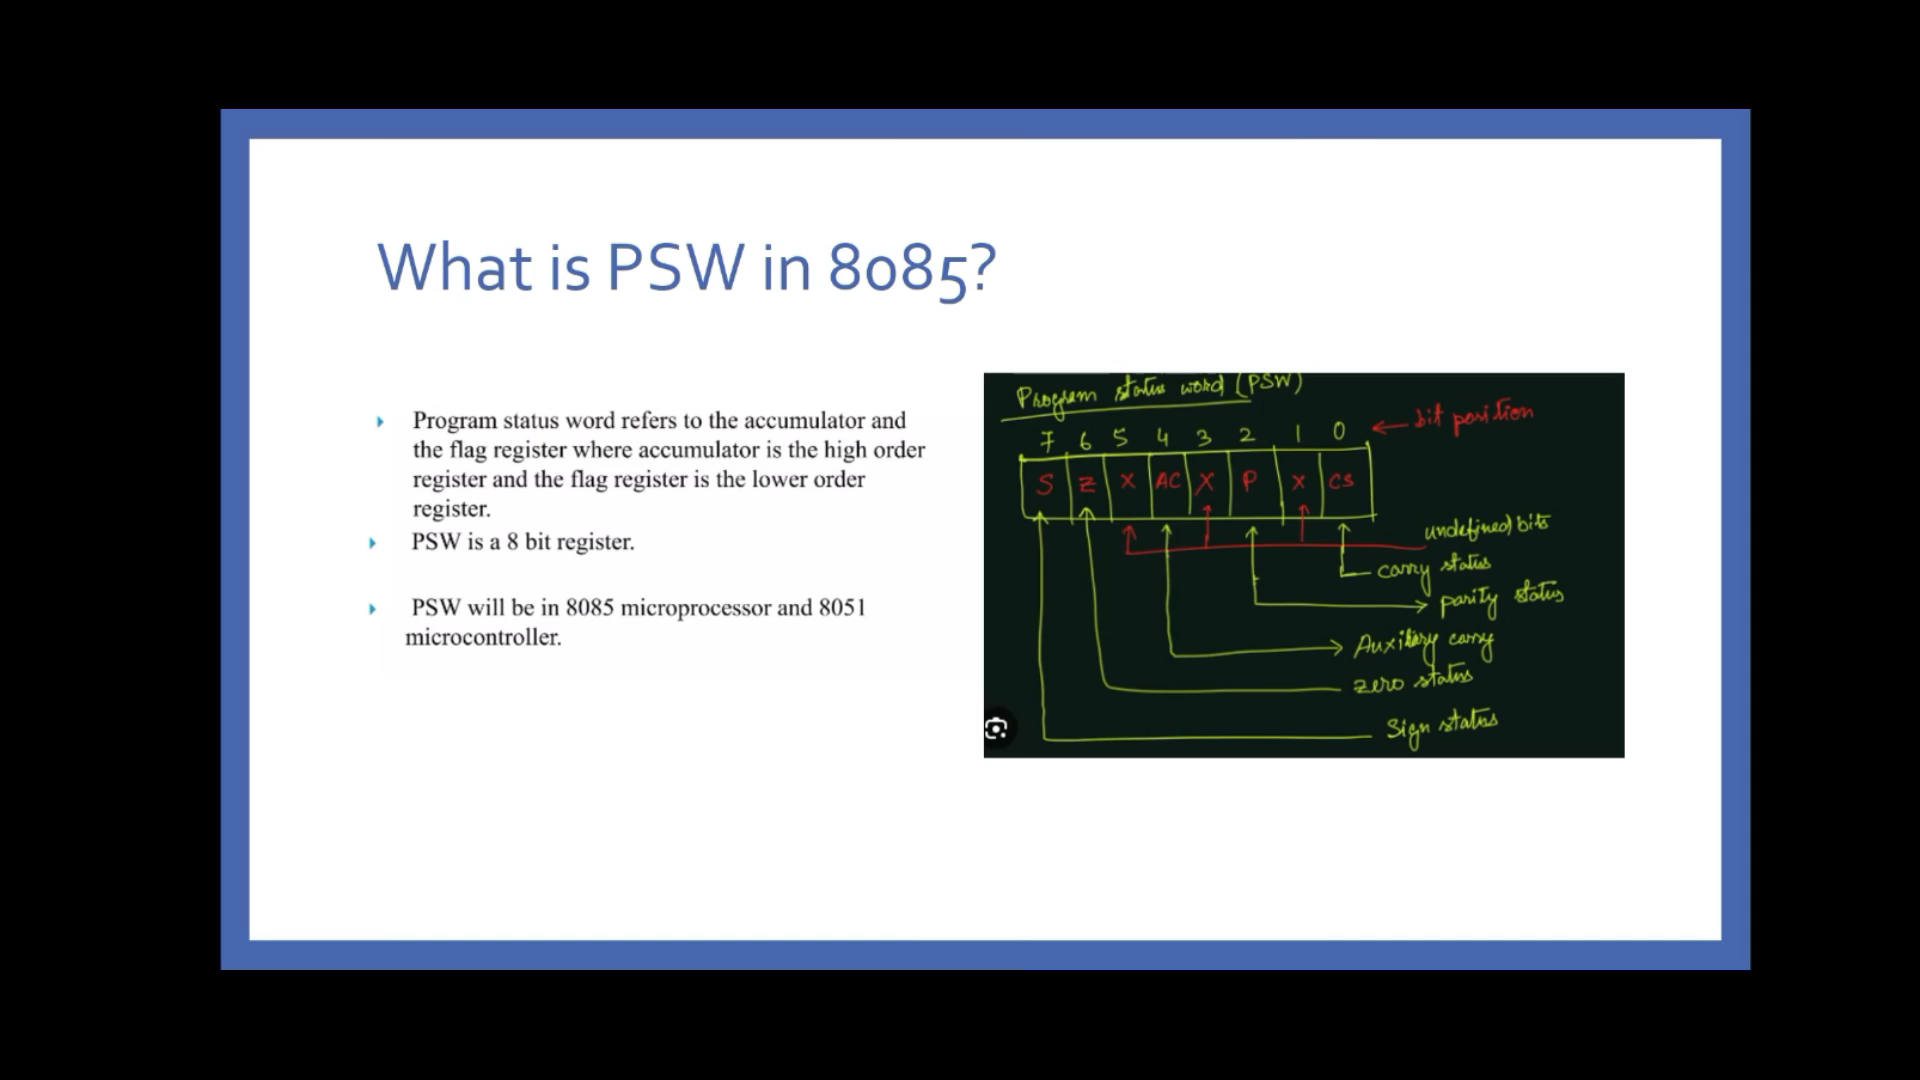 What is PSW in 8085?
Program status word refers to the accumulator and
the flag register where accumulator is the high order
register and the flag register is the lower order
register.
PSW is a 8 bit register.
PSW will be in 8085 microprocessor and 8051
microcontroller.
Program status word (PSW)
7 6 5 4 3 2 1 0 ← bit position
S Z X AC X P X CS
undefined bits
carry status
parity status
Auxiliary carry
zero status
Sign status